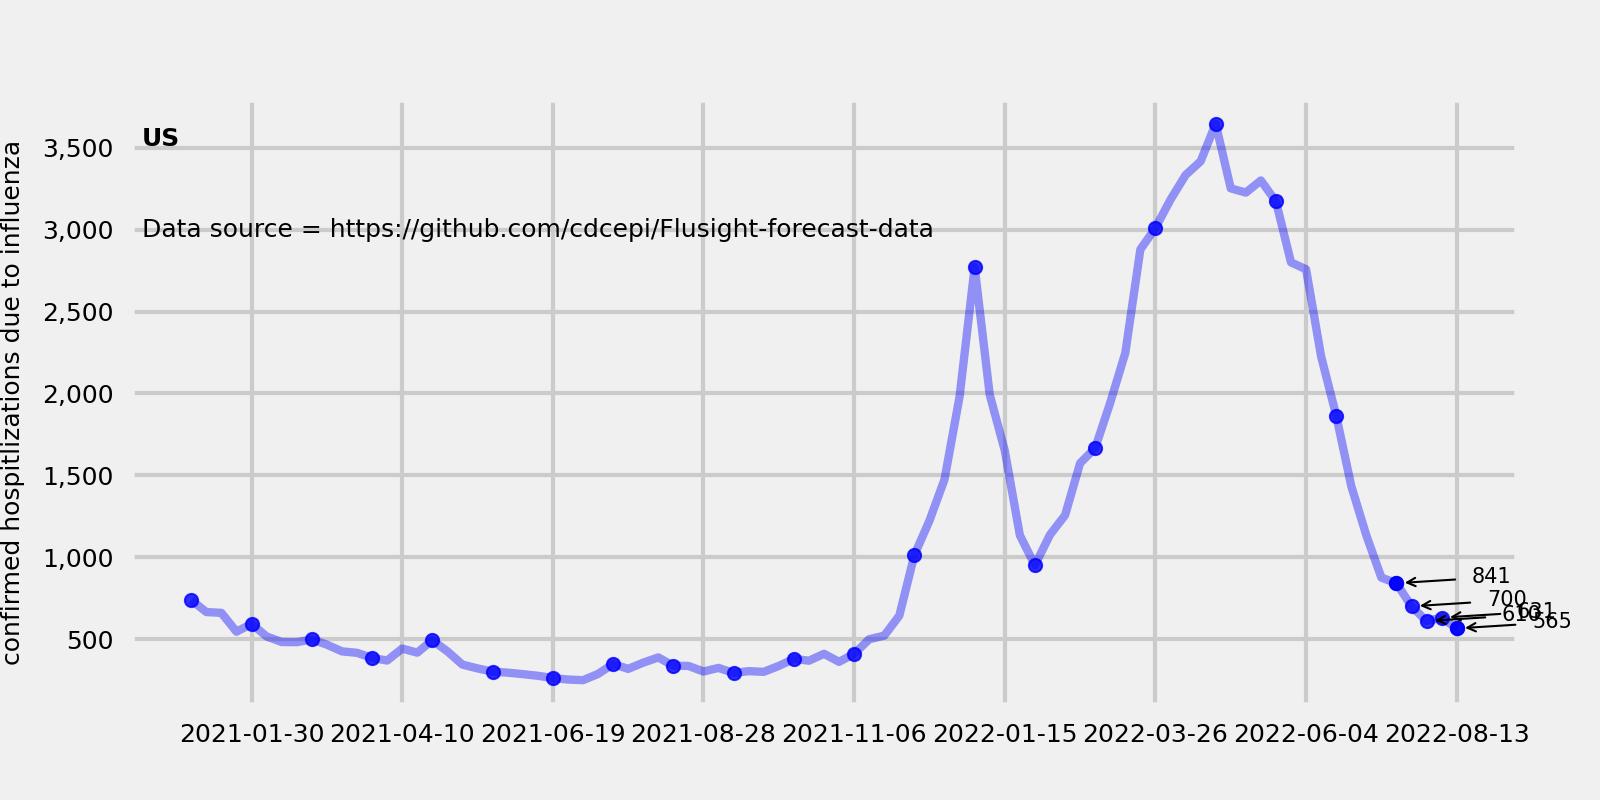 US
Data source = https://github.com/cdcepi/Flusight-forecast-data
confirmed hospitlizations due to influenza
3,500
3,000
2,500
2,000
1,500
1,000
500
841
700
631
565
2021-01-30 2021-04-10 2021-06-19 2021-08-28 2021-11-06 2022-01-15 2022-03-26 2022-06-04 2022-08-13